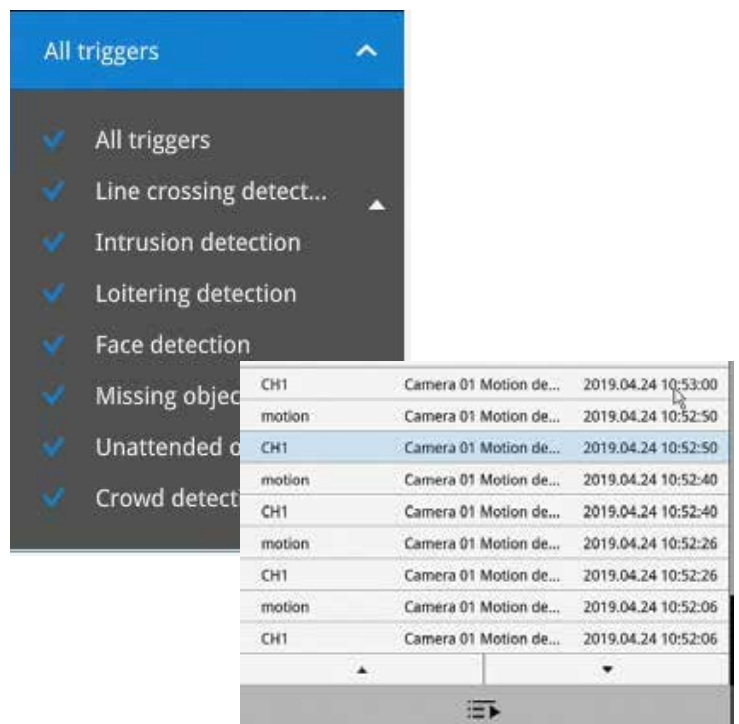 All triggers
All triggers
Line crossing detect...
Intrusion detection
Loitering detection
Face detection
Missing objec
Unattended o
Crowd detect
CH1 Camera 01 Motion de... 2019.04.24 10:53:00
motion Camera 01 Motion de... 2019.04.24 10:52:50
CH1 Camera 01 Motion de... 2019.04.24 10:52:50
motion Camera 01 Motion de... 2019.04.24 10:52:40
CH1 Camera 01 Motion de... 2019.04.24 10:52:40
motion Camera 01 Motion de... 2019.04.24 10:52:26
CH1 Camera 01 Motion de... 2019.04.24 10:52:26
motion Camera 01 Motion de... 2019.04.24 10:52:06
CH1 Camera 01 Motion de... 2019.04.24 10:52:06